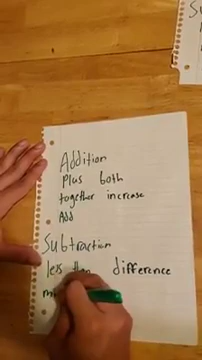 Addition
Plus both
together increase
Add
Subtraction
less than difference